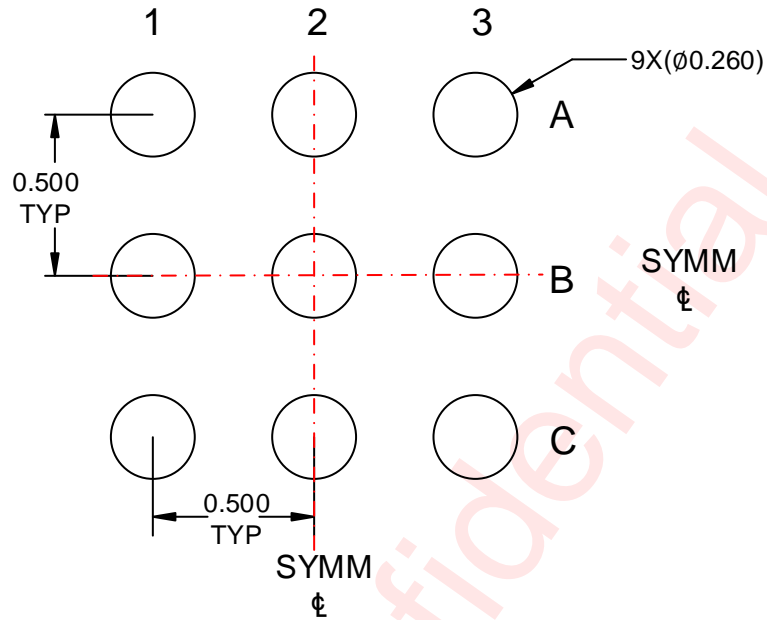 1 2 3
9X(Ø0.260)
A
0.500
TYP
B
SYMM
℄
C
0.500
TYP
SYMM
℄
fidential